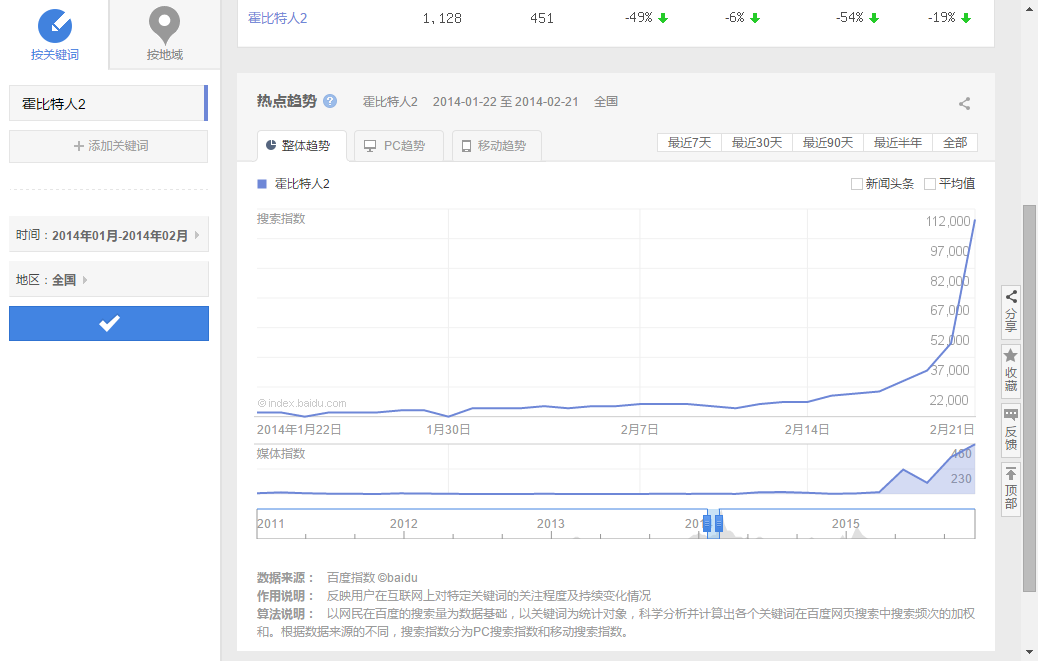 按关键词
按地域
霍比特人2
添加关键词
时间：2014年01月-2014年02月
地区：全国
霍比特人2 1,128 451 -49% -6% -54% -19%
热点趋势 ? 霍比特人2 2014-01-22 至 2014-02-21 全国
整体趋势 PC趋势 移动趋势
最近7天 最近30天 最近90天 最近半年 全部
霍比特人2
新闻头条 平均值
搜索指数
112,000
97,000
82,000
67,000
52,000
37,000
22,000
©index.baidu.com
2014年1月22日 1月30日 2月7日 2月14日 2月21日
媒体指数
460
230
2011 2012 2013 2015
数据来源： 百度指数 ©baidu
作用说明： 反映用户在互联网上对特定关键词的关注程度及持续变化情况
算法说明： 以网民在百度的搜索量为数据基础，以关键词为统计对象，科学分析并计算出各个关键词在百度网页搜索中搜索频次的加权
和。根据数据来源的不同，搜索指数分为PC搜索指数和移动搜索指数。
分享
收藏
反馈
顶部